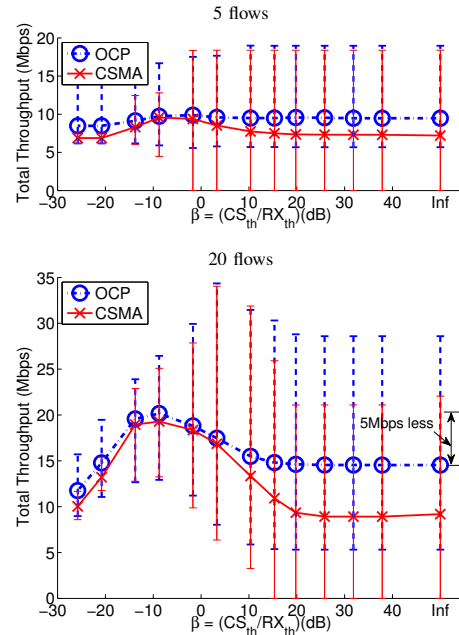 5 flows
20
15
10
5
0
Total Throughput (Mbps)
OCP
CSMA
−30 −20 −10 0 10 20 30 40 Inf
β = (CS_th/RX_th)(dB)
20 flows
35
30
25
20
15
10
5
0
Total Throughput (Mbps)
OCP
CSMA
5Mbps less
−30 −20 −10 0 10 20 30 40 Inf
β = (CS_th/RX_th)(dB)